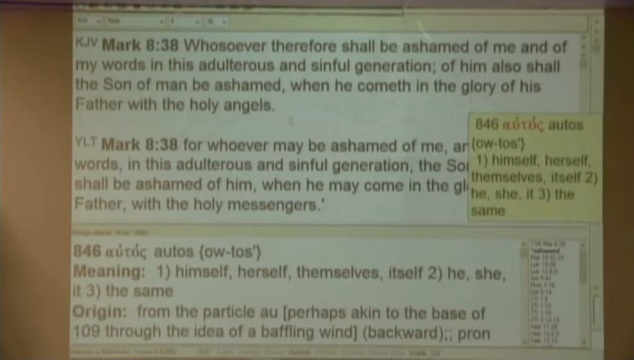 KJV Mark 8:38 Whosoever therefore shall be ashamed of me and of
my words in this adulterous and sinful generation; of him also shall
the Son of man be ashamed, when he cometh in the glory of his
Father with the holy angels.
YLT Mark 8:38 for whoever may be ashamed of me, an
words, in this adulterous and sinful generation, the So
shall be ashamed of him, when he may come in the gl
Father, with the holy messengers.'
846 αὐτός autos
{ow-tos'}
1) himself, herself,
themselves, itself 2)
he, she, it 3) the
same
846 αὐτός autos {ow-tos'}
Meaning: 1) himself, herself, themselves, itself 2) he, she,
it 3) the same
Origin: from the particle au [perhaps akin to the base of
109 through the idea of a baffling wind] (backward);; pron